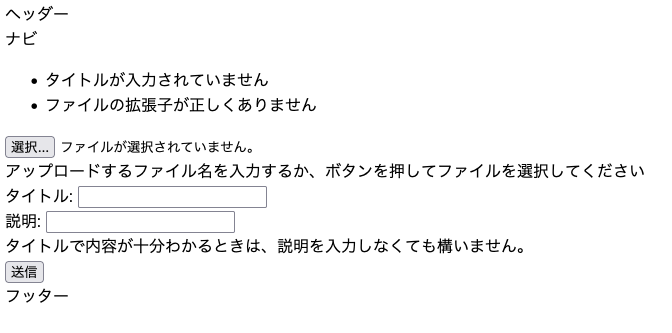 ヘッダー
ナビ
• タイトルが入力されていません
• ファイルの拡張子が正しくありません
選択... ファイルが選択されていません。
アップロードするファイル名を入力するか、ボタンを押してファイルを選択してください
タイトル:
説明:
タイトルで内容が十分わかるときは、説明を入力しなくても構いません。
送信
フッター